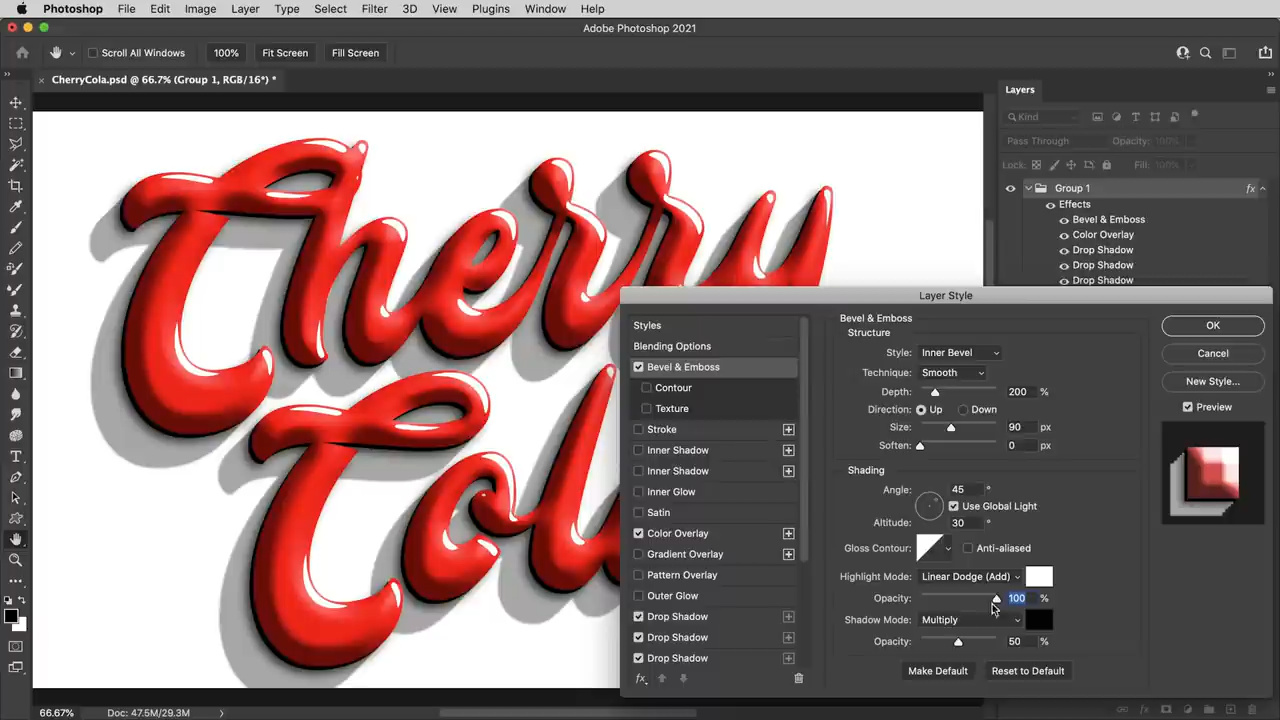 Photoshop File Edit Image Layer Type Select Filter 3D View Plugins Window Help
Adobe Photoshop 2021
Scroll All Windows 100% Fit Screen Fill Screen
CherryCola.psd @ 66.7% (Group 1, RGB/16*) *
Layers
Kind
Pass Through Opacity: 100%
Lock: Fill: 100%
Group 1 fx
Effects
Bevel & Emboss
Color Overlay
Drop Shadow
Drop Shadow
Drop Shadow
Cherry
Cola
Layer Style
Styles
Blending Options
Bevel & Emboss
Contour
Texture
Stroke
Inner Shadow
Inner Shadow
Inner Glow
Satin
Color Overlay
Gradient Overlay
Pattern Overlay
Outer Glow
Drop Shadow
Drop Shadow
Drop Shadow
fx
Bevel & Emboss
Structure
Style: Inner Bevel
Technique: Smooth
Depth: 200 %
Direction: Up Down
Size: 90 px
Soften: 0 px
Shading
Angle: 45 °
Use Global Light
Altitude: 30 °
Gloss Contour: Anti-aliased
Highlight Mode: Linear Dodge (Add)
Opacity: 100 %
Shadow Mode: Multiply
Opacity: 50 %
Make Default Reset to Default
OK
Cancel
New Style...
Preview
66.67% Doc: 47.5M/29.3M
fx